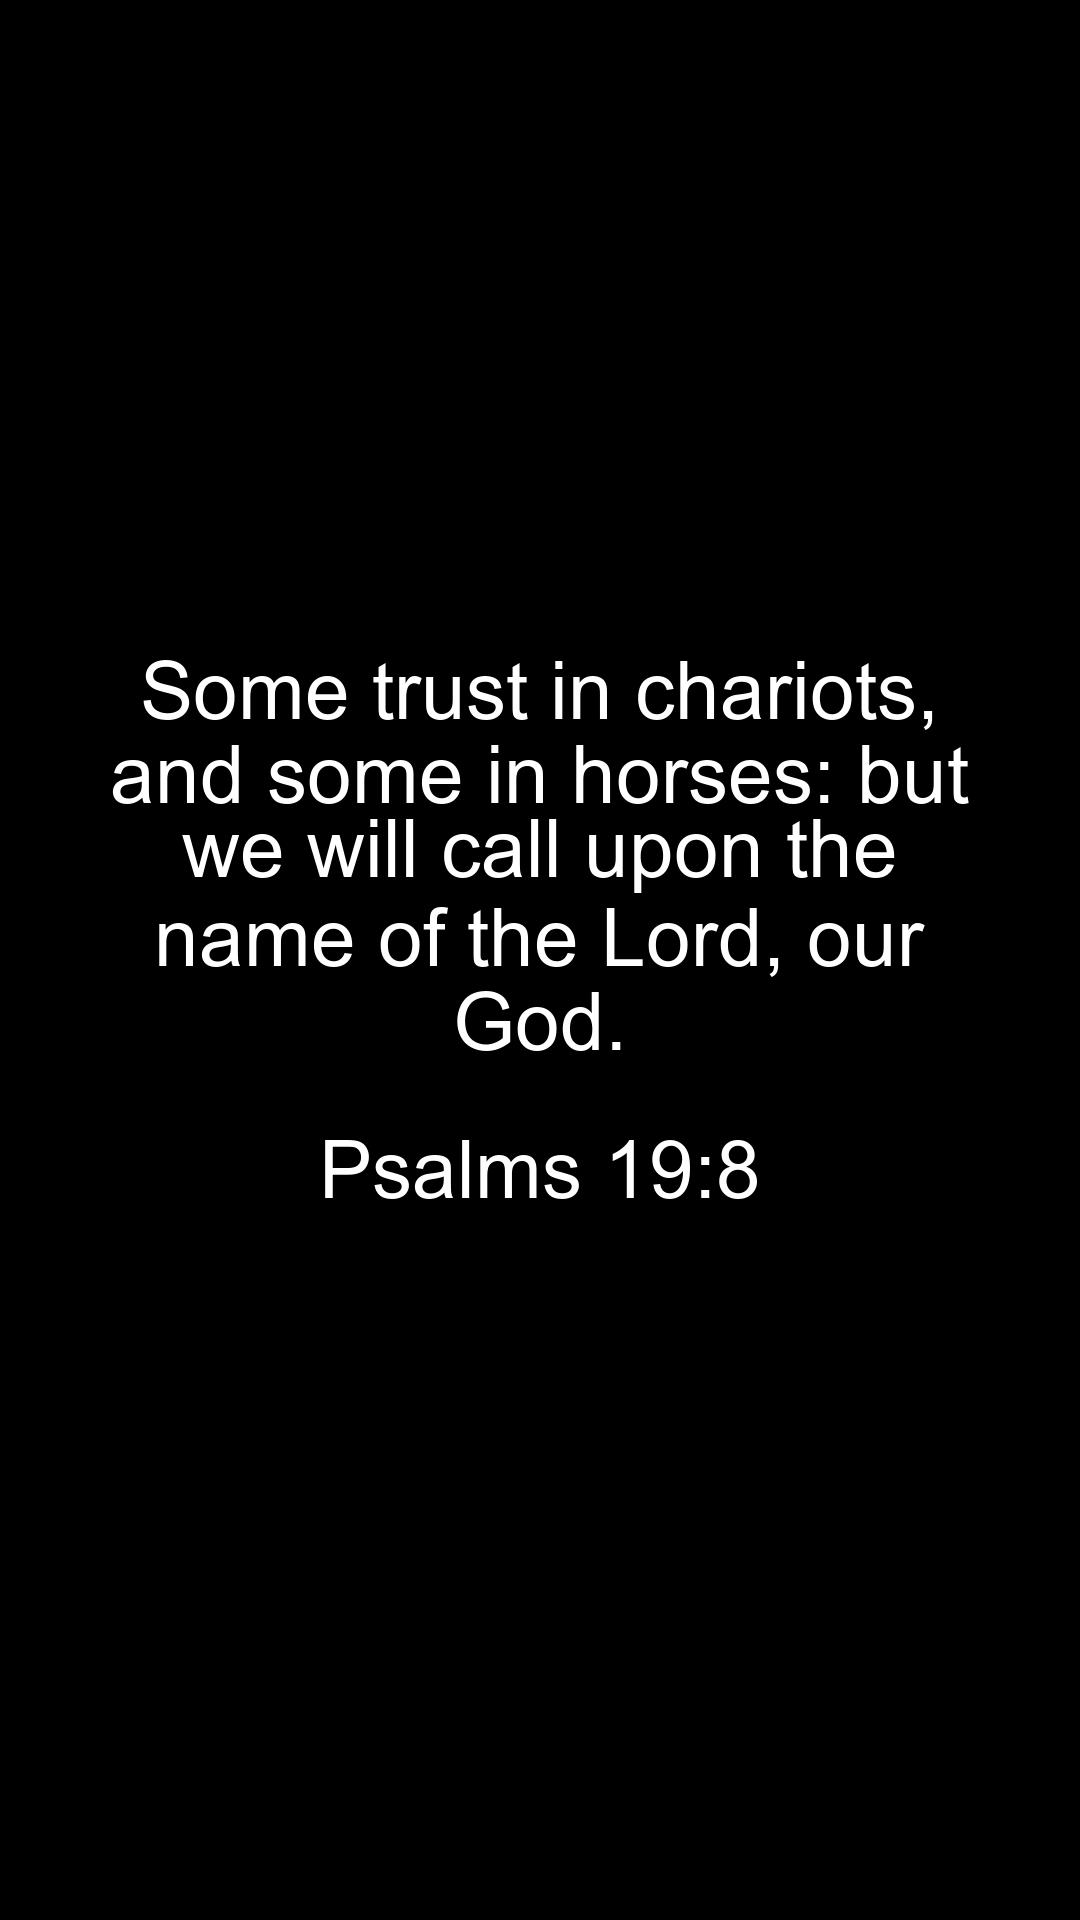 Some trust in chariots,
and some in horses: but
we will call upon the
name of the Lord, our
God.
Psalms 19:8